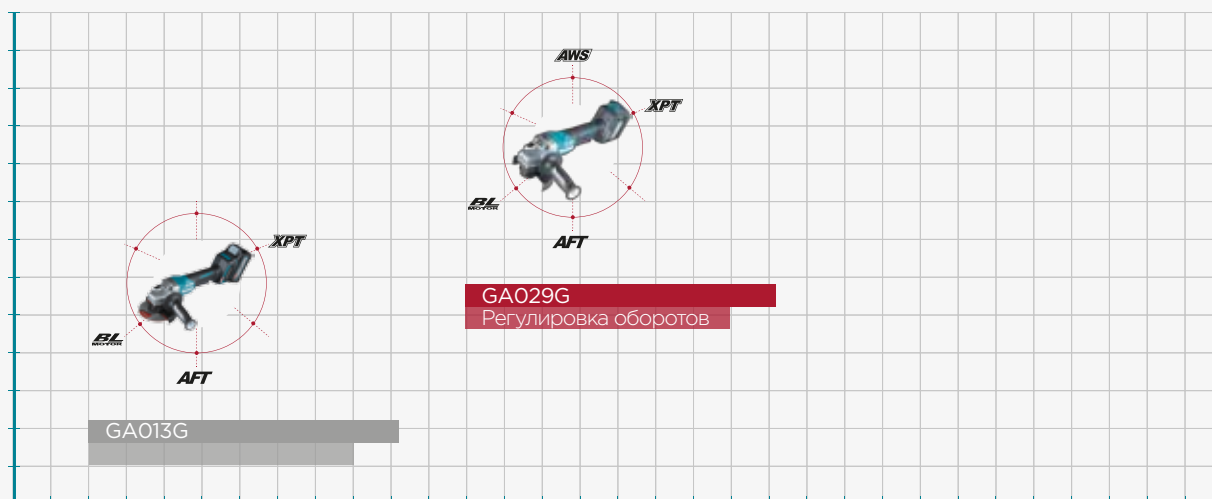 AWS
XPT
BL
MOTOR
AFT
GA029G
Регулировка оборотов
XPT
BL
MOTOR
AFT
GA013G